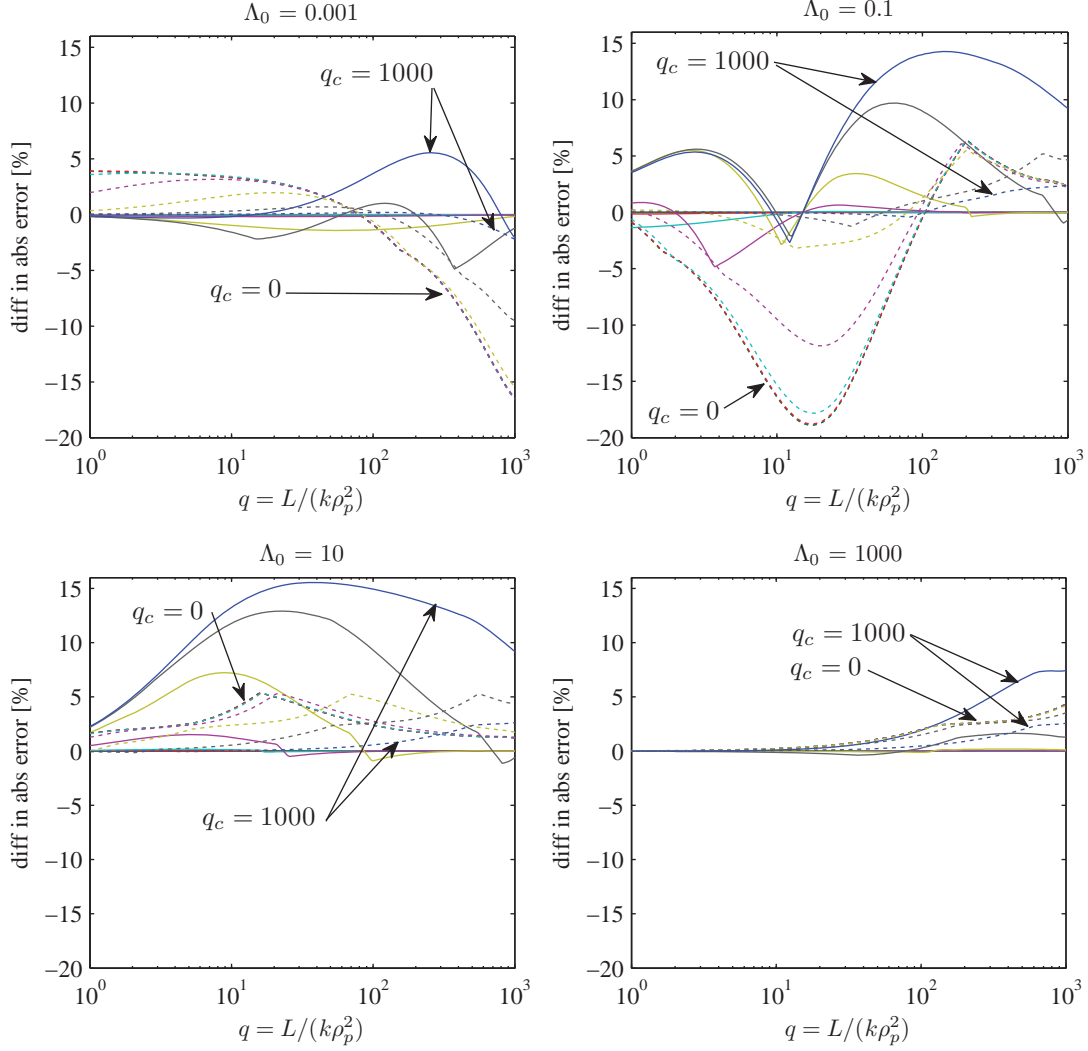 Λ₀ = 0.001
diff in abs error [%]
15
10
5
0
−5
−10
−15
−20
q_c = 1000
q_c = 0
10⁰ 10¹ 10² 10³
q = L/(kρ_p²)
Λ₀ = 0.1
diff in abs error [%]
15
10
5
0
−5
−10
−15
−20
q_c = 1000
q_c = 0
10⁰ 10¹ 10² 10³
q = L/(kρ_p²)
Λ₀ = 10
diff in abs error [%]
15
10
5
0
−5
−10
−15
−20
q_c = 0
q_c = 1000
10⁰ 10¹ 10² 10³
q = L/(kρ_p²)
Λ₀ = 1000
diff in abs error [%]
15
10
5
0
−5
−10
−15
−20
q_c = 1000
q_c = 0
10⁰ 10¹ 10² 10³
q = L/(kρ_p²)